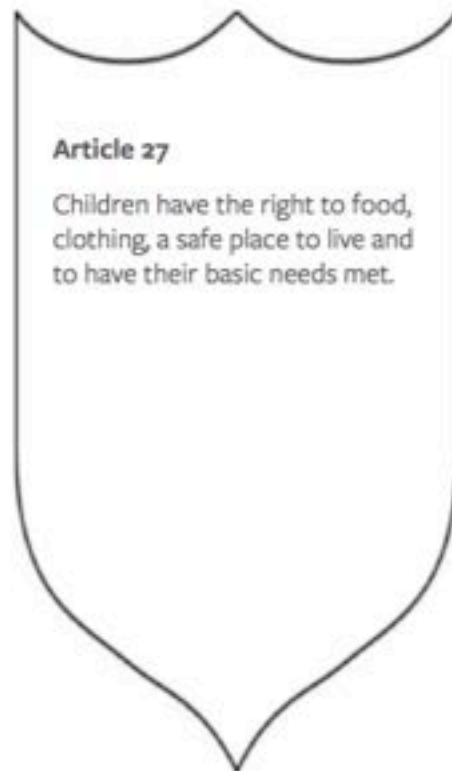 Article 27
Children have the right to food,
clothing, a safe place to live and
to have their basic needs met.